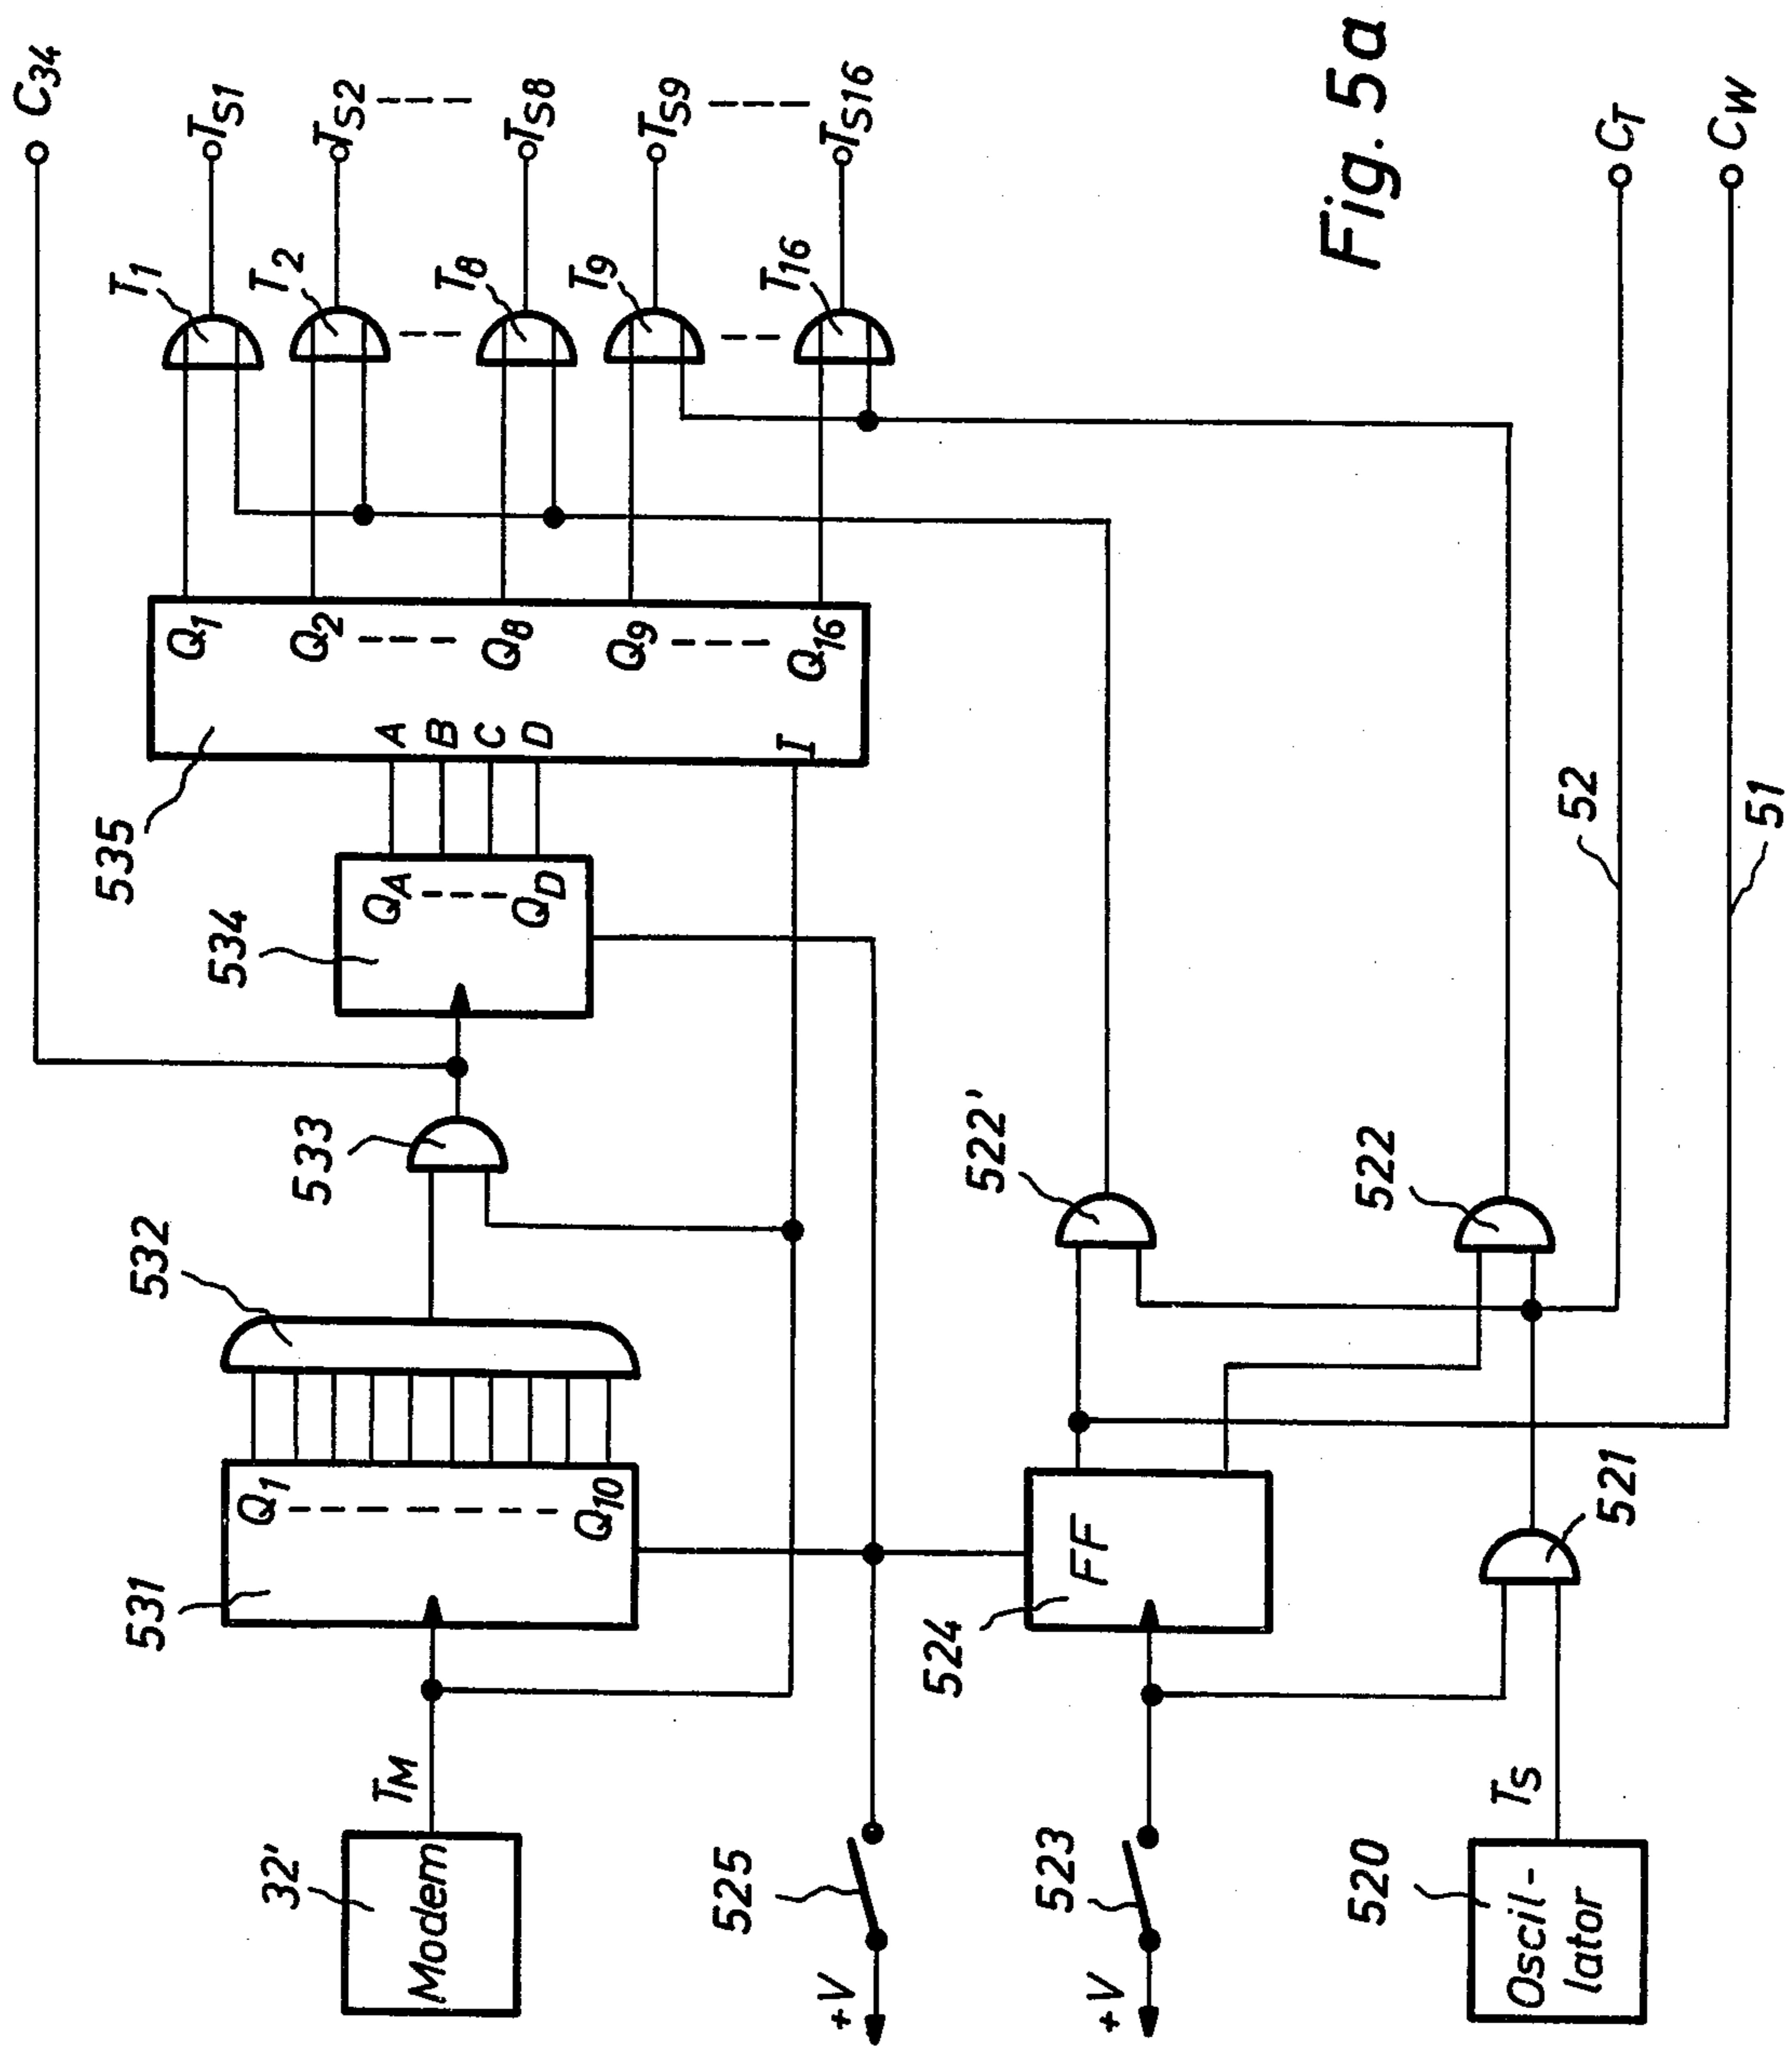 C34
T1
TS1
T2
TS2
T8
TS8
T9
TS9
T16
TS16
535
Q1
Q2
Q8
Q9
Q16
A
B
C
D
I
534
QA
QD
533
532
531
Q1
Q10
TM
32'
Modem
525
+V
523
+V
524
FF
522'
522
521
TS
520
Oscil-
lator
52
51
CT
CW
Fig. 5a